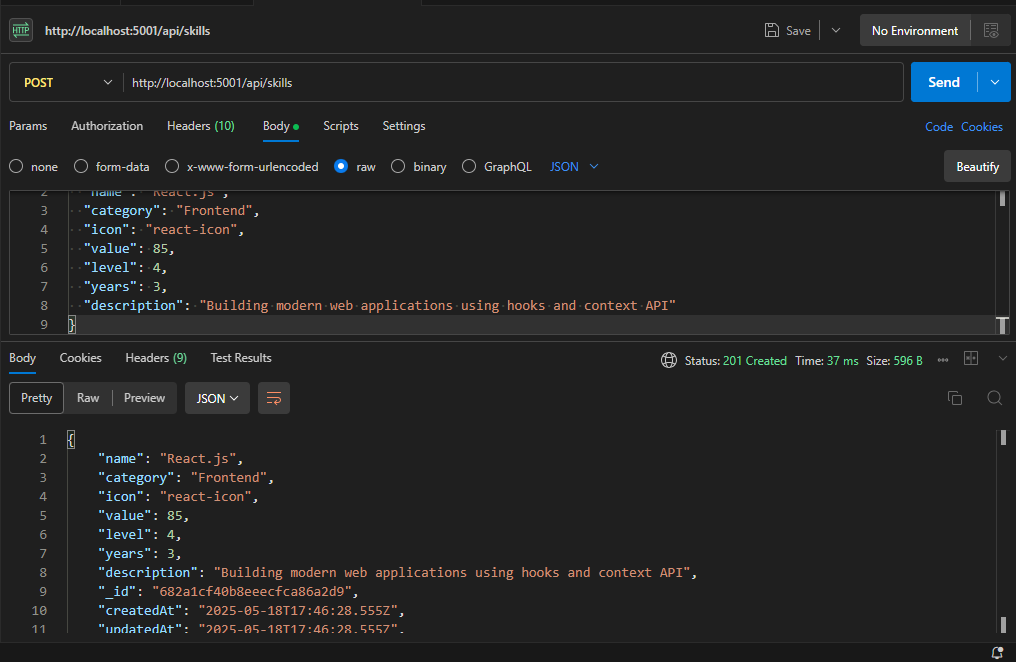 HTTP http://localhost:5001/api/skills Save No Environment
POST http://localhost:5001/api/skills Send
Params Authorization Headers (10) Body Scripts Settings Code Cookies
none form-data x-www-form-urlencoded raw binary GraphQL JSON Beautify
2 "name": "React.js",
3 "category": "Frontend",
4 "icon": "react-icon",
5 "value": 85,
6 "level": 4,
7 "years": 3,
8 "description": "Building modern web applications using hooks and context API"
9 }
Body Cookies Headers (9) Test Results Status: 201 Created Time: 37 ms Size: 596 B
Pretty Raw Preview JSON
1 {
2 "name": "React.js",
3 "category": "Frontend",
4 "icon": "react-icon",
5 "value": 85,
6 "level": 4,
7 "years": 3,
8 "description": "Building modern web applications using hooks and context API",
9 "_id": "682a1cf40b8eeecfca86a2d9",
10 "createdAt": "2025-05-18T17:46:28.555Z",
11 "updatedAt": "2025-05-18T17:46:28.555Z",